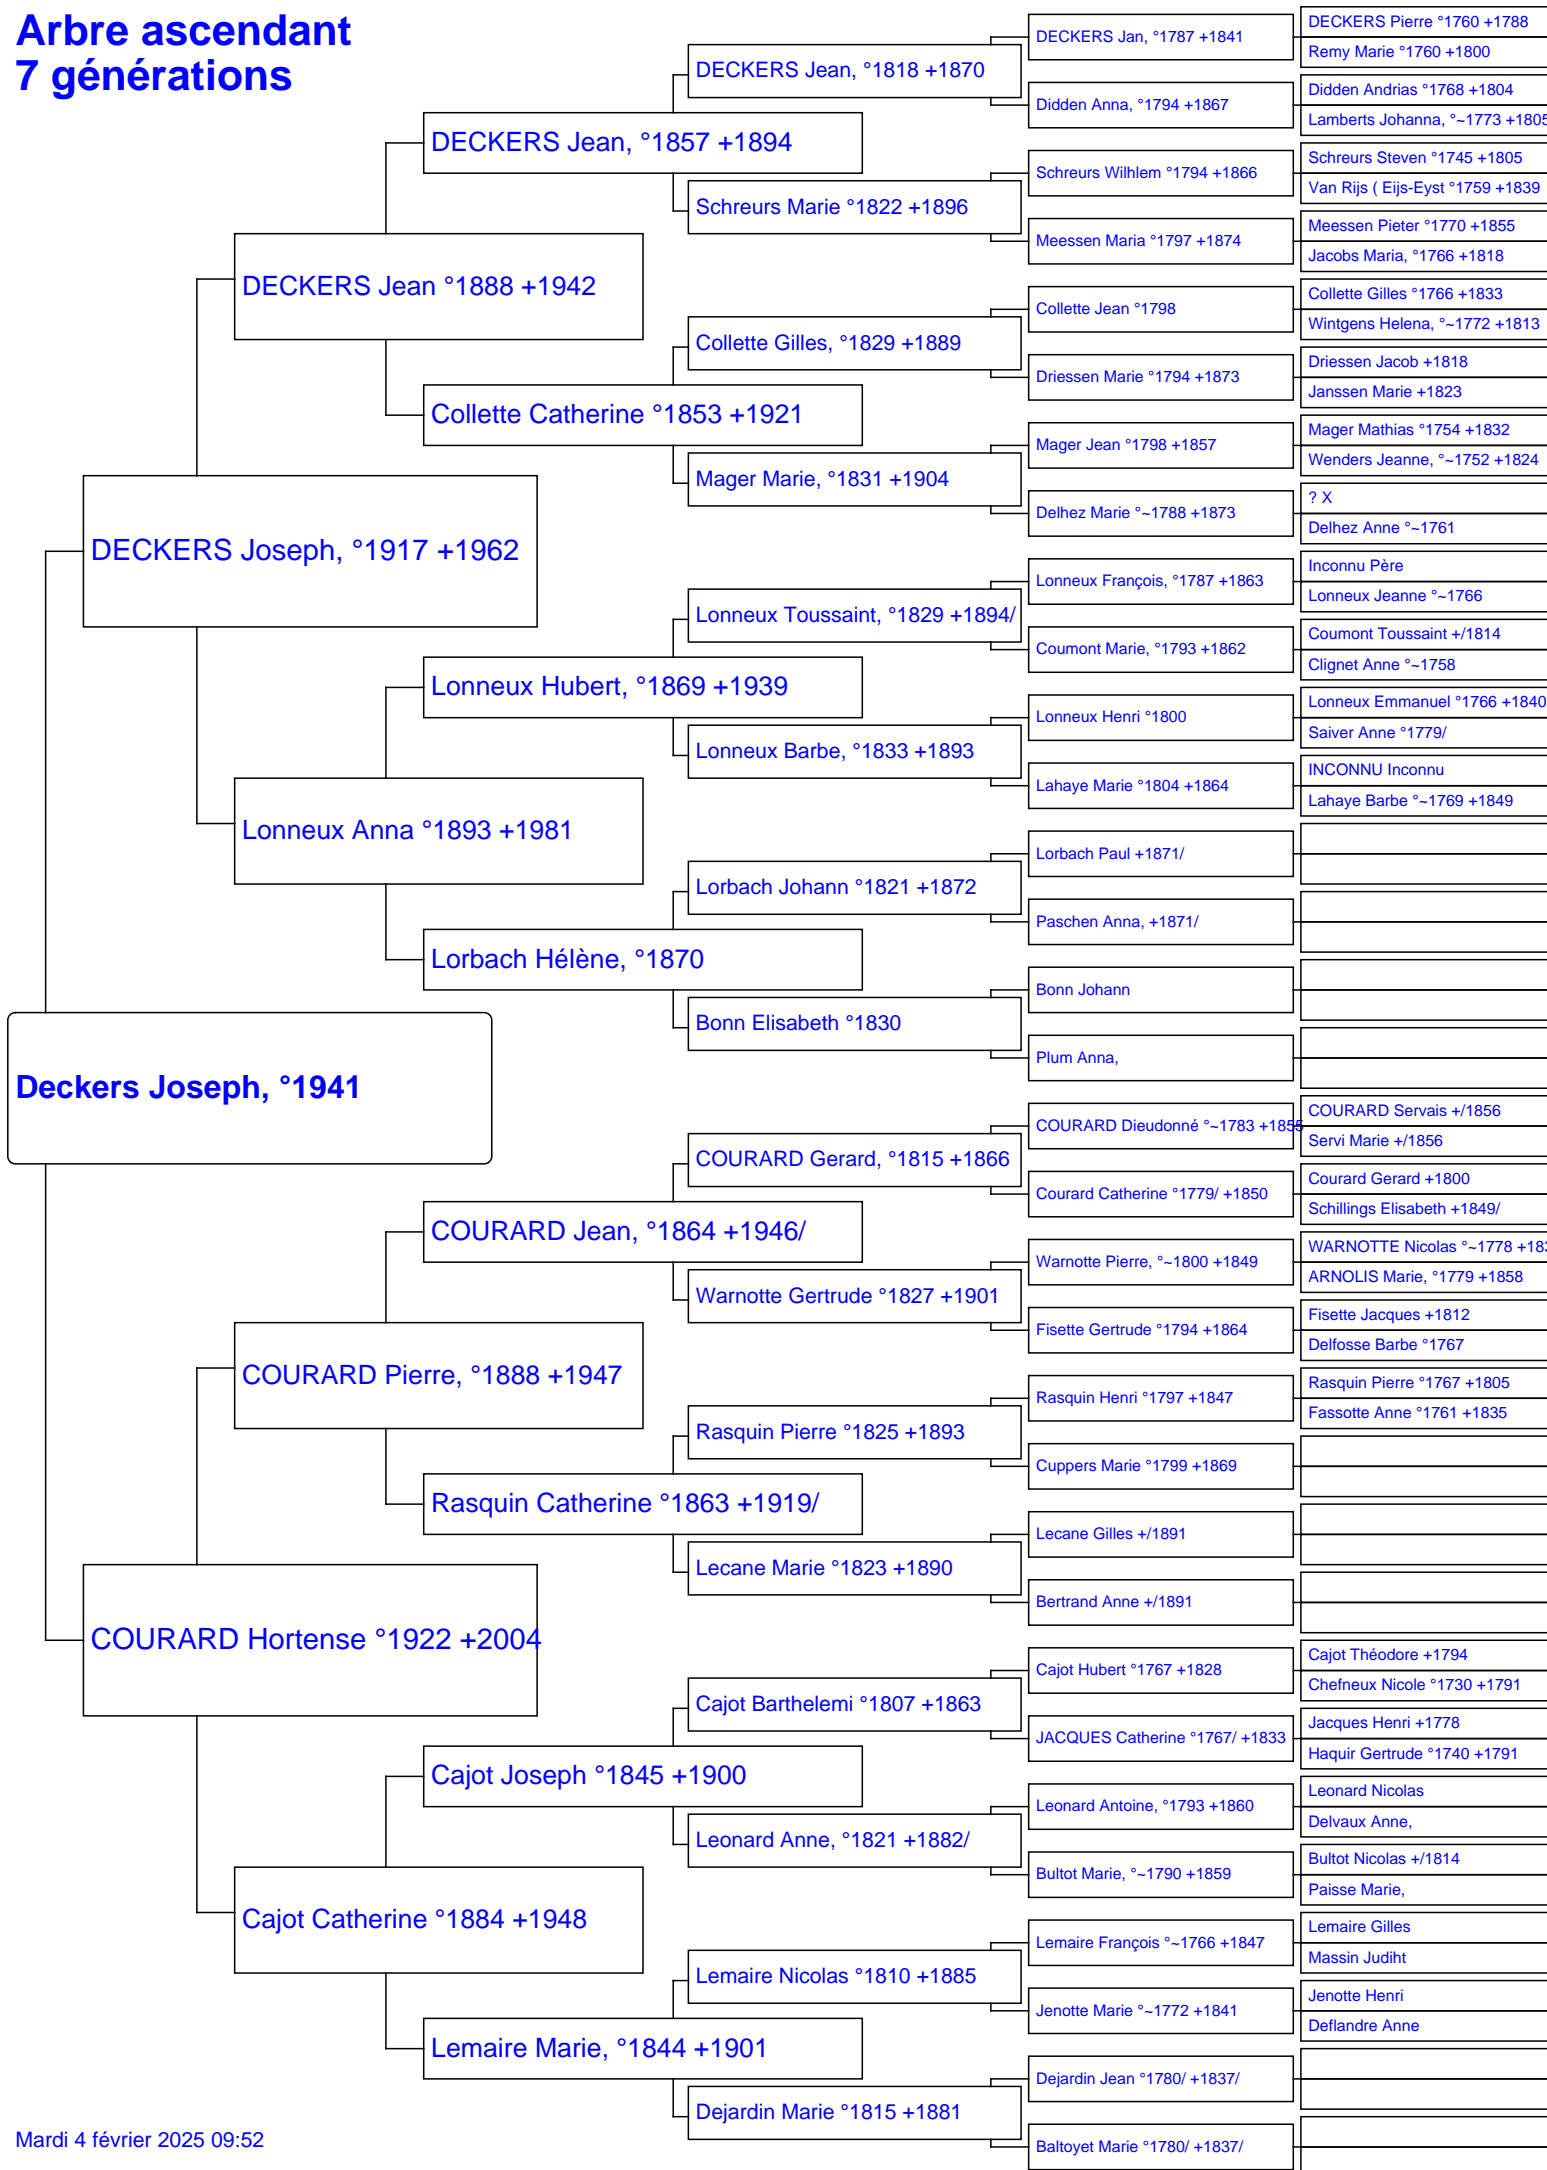 Arbre ascendant
7 générations
Deckers Joseph, °1941
DECKERS Joseph, °1917 +1962
COURARD Hortense °1922 +2004
DECKERS Jean °1888 +1942
Lonneux Anna °1893 +1981
COURARD Pierre, °1888 +1947
Cajot Catherine °1884 +1948
DECKERS Jean, °1857 +1894
Collette Catherine °1853 +1921
Lonneux Hubert, °1869 +1939
Lorbach Hélène, °1870
COURARD Jean, °1864 +1946/
Rasquin Catherine °1863 +1919/
Cajot Joseph °1845 +1900
Lemaire Marie, °1844 +1901
DECKERS Jean, °1818 +1870
Schreurs Marie °1822 +1896
Collette Gilles, °1829 +1889
Mager Marie, °1831 +1904
Lonneux Toussaint, °1829 +1894/
Lonneux Barbe, °1833 +1893
Lorbach Johann °1821 +1872
Bonn Elisabeth °1830
COURARD Gerard, °1815 +1866
Warnotte Gertrude °1827 +1901
Rasquin Pierre °1825 +1893
Lecane Marie °1823 +1890
Cajot Barthelemi °1807 +1863
Leonard Anne, °1821 +1882/
Lemaire Nicolas °1810 +1885
Dejardin Marie °1815 +1881
DECKERS Jan, °1787 +1841
Didden Anna, °1794 +1867
Schreurs Wilhlem °1794 +1866
Meessen Maria °1797 +1874
Collette Jean °1798
Driessen Marie °1794 +1873
Mager Jean °1798 +1857
Delhez Marie °~1788 +1873
Lonneux François, °1787 +1863
Coumont Marie, °1793 +1862
Lonneux Henri °1800
Lahaye Marie °1804 +1864
Lorbach Paul +1871/
Paschen Anna, +1871/
Bonn Johann
Plum Anna,
COURARD Dieudonné °~1783 +1855
Courard Catherine °1779/ +1850
Warnotte Pierre, °~1800 +1849
Fisette Gertrude °1794 +1864
Rasquin Henri °1797 +1847
Cuppers Marie °1799 +1869
Lecane Gilles +/1891
Bertrand Anne +/1891
Cajot Hubert °1767 +1828
JACQUES Catherine °1767/ +1833
Leonard Antoine, °1793 +1860
Bultot Marie, °~1790 +1859
Lemaire François °~1766 +1847
Jenotte Marie °~1772 +1841
Dejardin Jean °1780/ +1837/
Baltoyet Marie °1780/ +1837/
DECKERS Pierre °1760 +1788
Remy Marie °1760 +1800
Didden Andrias °1768 +1804
Lamberts Johanna, °~1773 +1805
Schreurs Steven °1745 +1805
Van Rijs ( Eijs-Eyst °1759 +1839
Meessen Pieter °1770 +1855
Jacobs Maria, °1766 +1818
Collette Gilles °1766 +1833
Wintgens Helena, °~1772 +1813
Driessen Jacob +1818
Janssen Marie +1823
Mager Mathias °1754 +1832
Wenders Jeanne, °~1752 +1824
? X
Delhez Anne °~1761
Inconnu Père
Lonneux Jeanne °~1766
Coumont Toussaint +/1814
Clignet Anne °~1758
Lonneux Emmanuel °1766 +1840
Saiver Anne °1779/
INCONNU Inconnu
Lahaye Barbe °~1769 +1849
COURARD Servais +/1856
Servi Marie +/1856
Courard Gerard +1800
Schillings Elisabeth +1849/
WARNOTTE Nicolas °~1778
ARNOLIS Marie, °1779 +1858
Fisette Jacques +1812
Delfosse Barbe °1767
Rasquin Pierre °1767 +1805
Fassotte Anne °1761 +1835
Cajot Théodore +1794
Chefneux Nicole °1730 +1791
Jacques Henri +1778
Haquir Gertrude °1740 +1791
Leonard Nicolas
Delvaux Anne,
Bultot Nicolas +/1814
Paisse Marie,
Lemaire Gilles
Massin Judiht
Jenotte Henri
Deflandre Anne
Mardi 4 février 2025 09:52